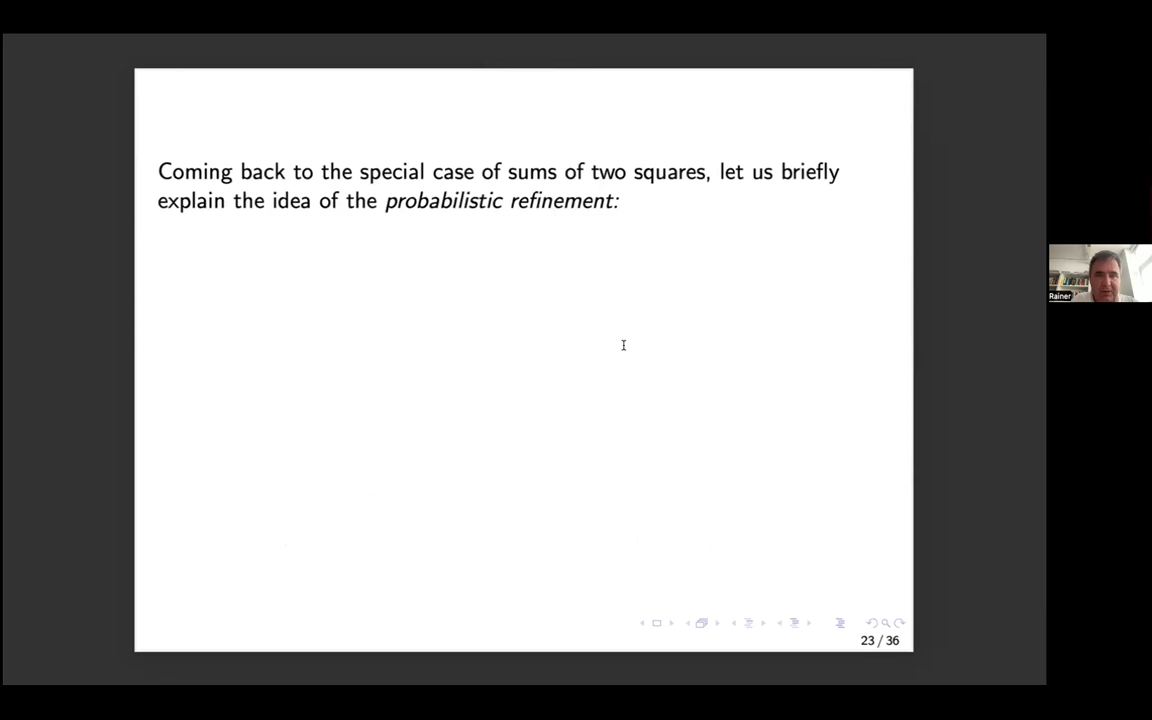 Coming back to the special case of sums of two squares, let us briefly
explain the idea of the probabilistic refinement:
Rainer
23 / 36